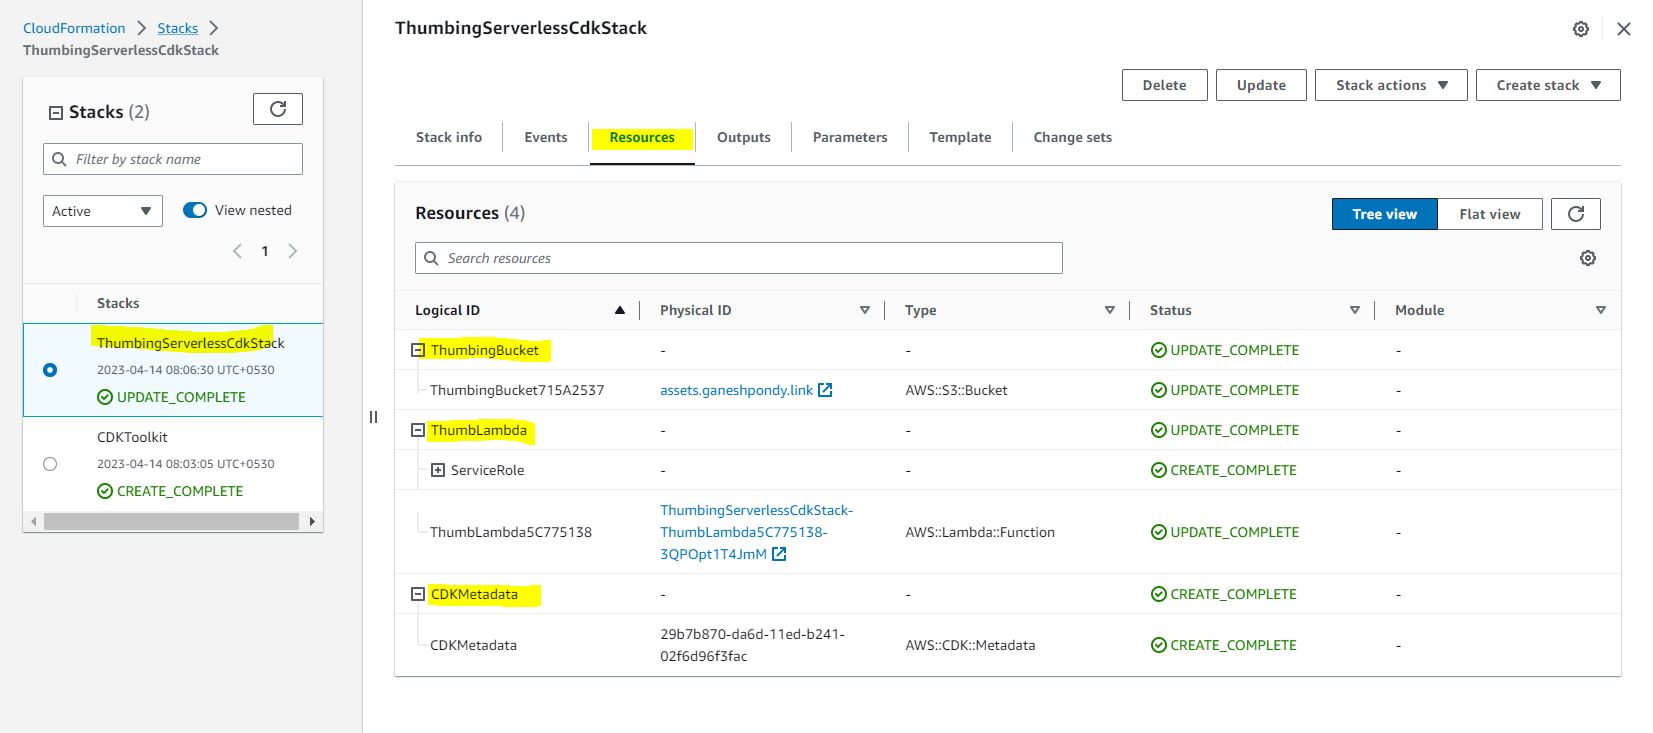 CloudFormation > Stacks >
ThumbingServerlessCdkStack
Stacks (2)
Filter by stack name
Active
View nested
1
Stacks
ThumbingServerlessCdkStack
2023-04-14 08:06:30 UTC+0530
UPDATE_COMPLETE
CDKToolkit
2023-04-14 08:03:05 UTC+0530
CREATE_COMPLETE
ThumbingServerlessCdkStack
Delete Update Stack actions Create stack
Stack info Events Resources Outputs Parameters Template Change sets
Resources (4)
Tree view Flat view
Search resources
Logical ID Physical ID Type Status Module
ThumbingBucket - - UPDATE_COMPLETE -
ThumbingBucket715A2537 assets.ganeshpondy.link AWS::S3::Bucket UPDATE_COMPLETE -
ThumbLambda - - UPDATE_COMPLETE -
ServiceRole - - CREATE_COMPLETE -
ThumbLambda5C775138
ThumbingServerlessCdkStack-
ThumbLambda5C775138-
3QPOpt1T4JmM
AWS::Lambda::Function UPDATE_COMPLETE -
CDKMetadata - - CREATE_COMPLETE -
CDKMetadata
29b7b870-da6d-11ed-b241-
02f6d96f3fac
AWS::CDK::Metadata CREATE_COMPLETE -